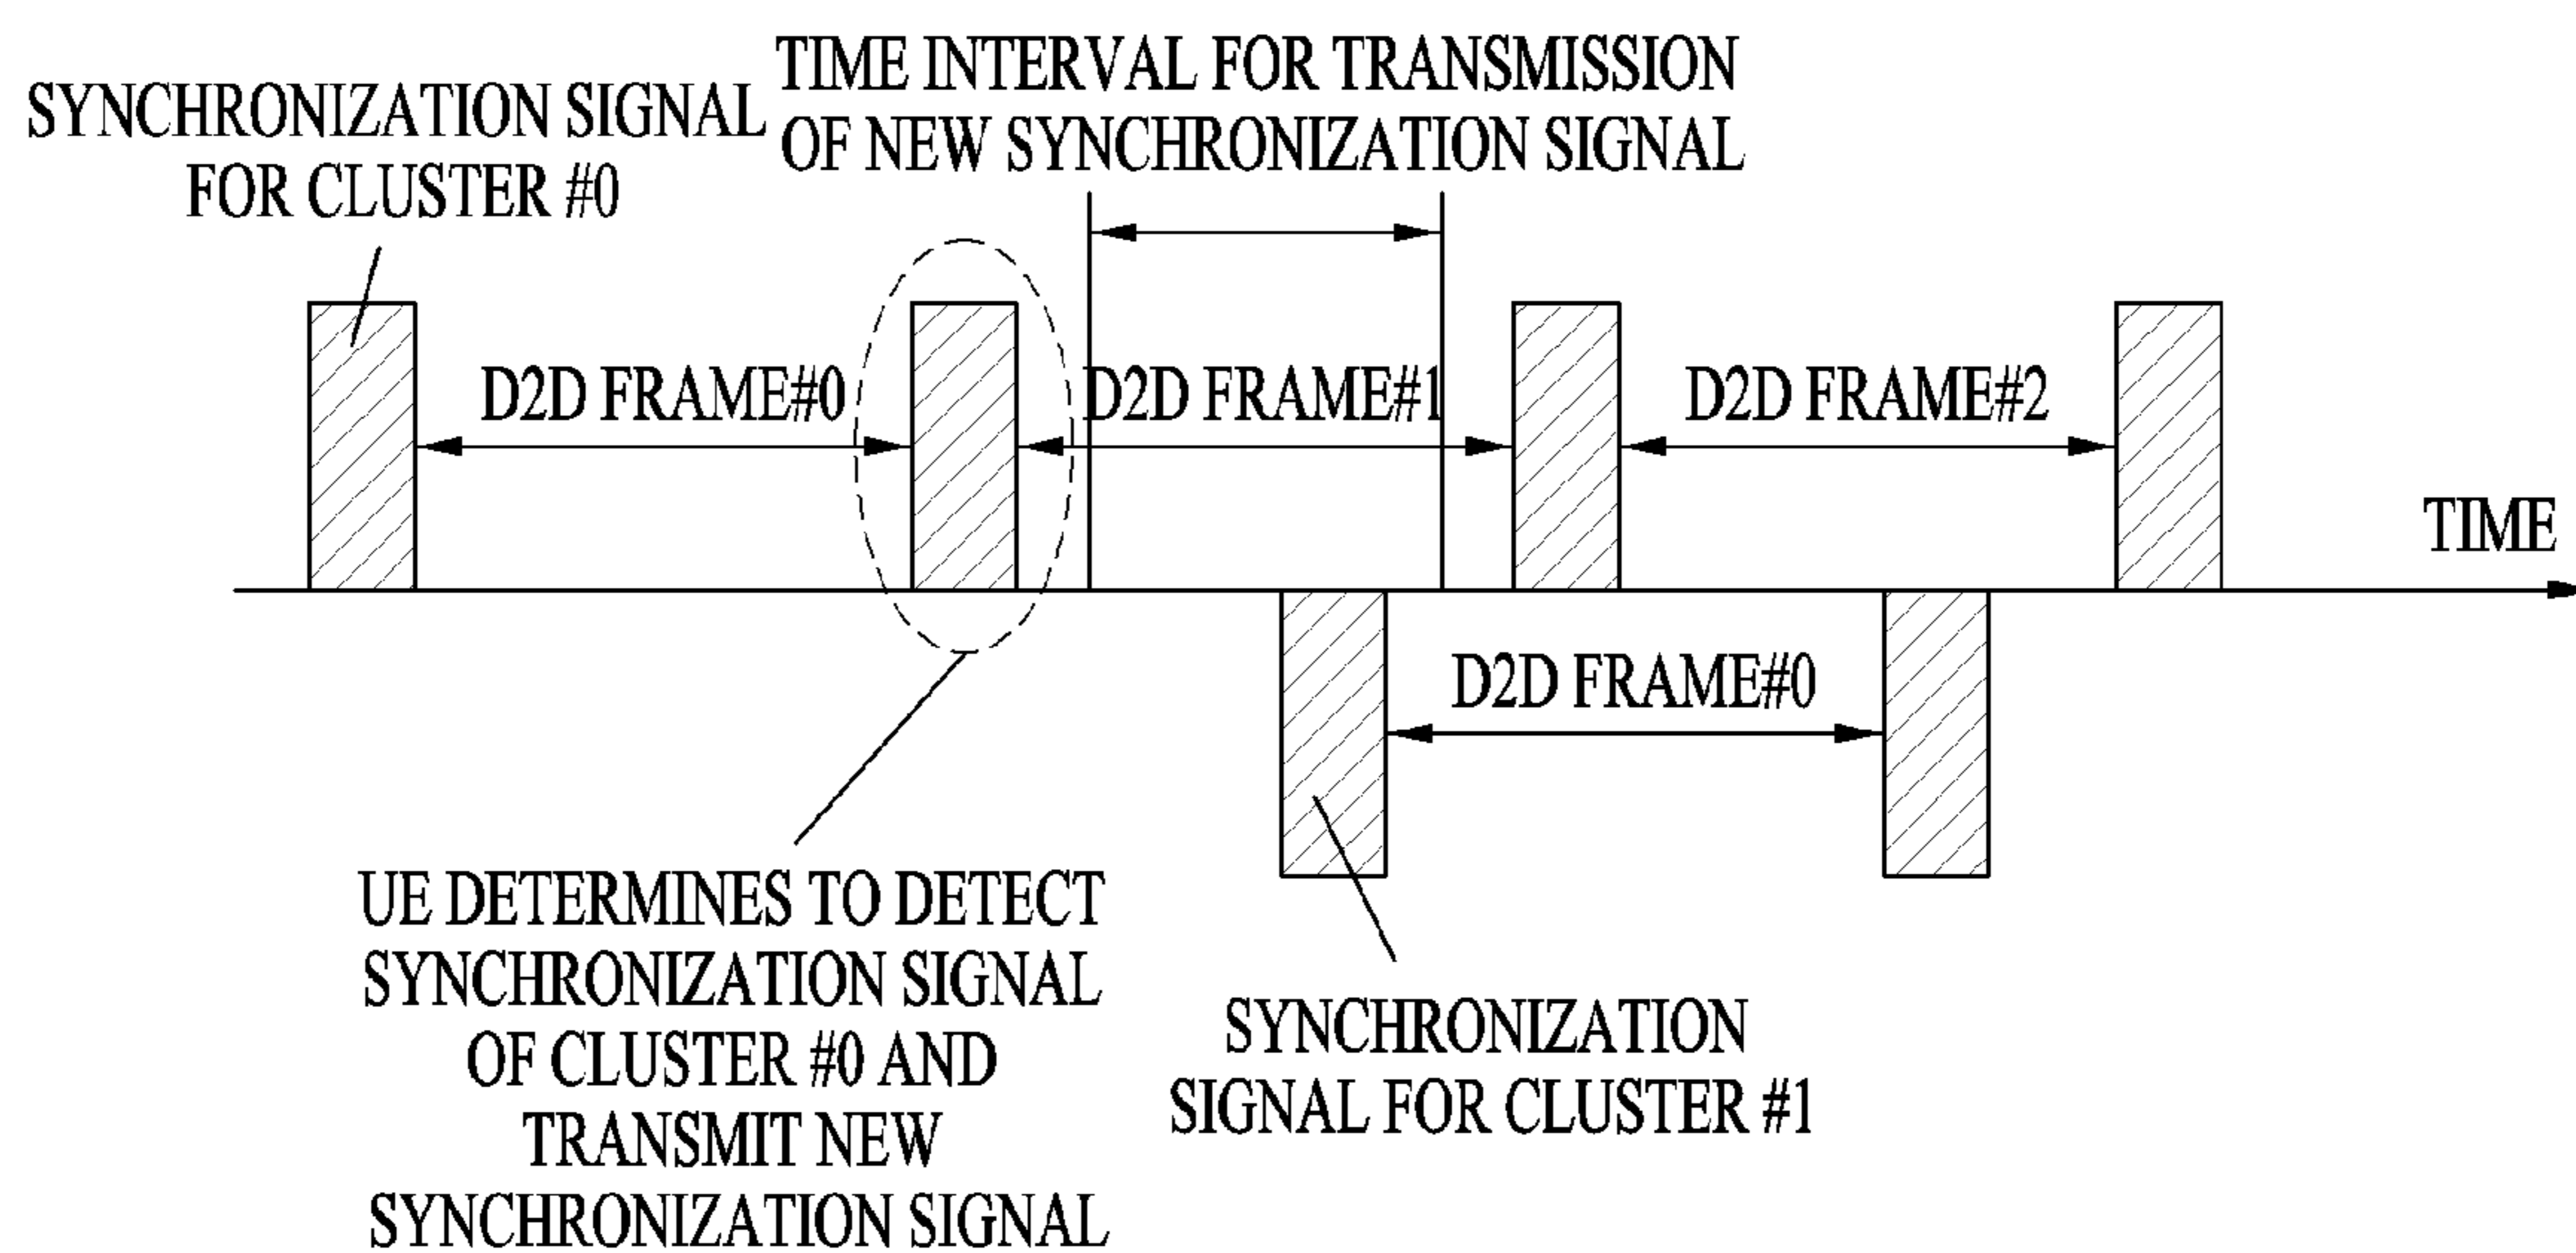 SYNCHRONIZATION SIGNAL
FOR CLUSTER #0
TIME INTERVAL FOR TRANSMISSION
OF NEW SYNCHRONIZATION SIGNAL
D2D FRAME#0
D2D FRAME#1
D2D FRAME#2
TIME
D2D FRAME#0
UE DETERMINES TO DETECT
SYNCHRONIZATION SIGNAL
OF CLUSTER #0 AND
TRANSMIT NEW
SYNCHRONIZATION SIGNAL
SYNCHRONIZATION
SIGNAL FOR CLUSTER #1